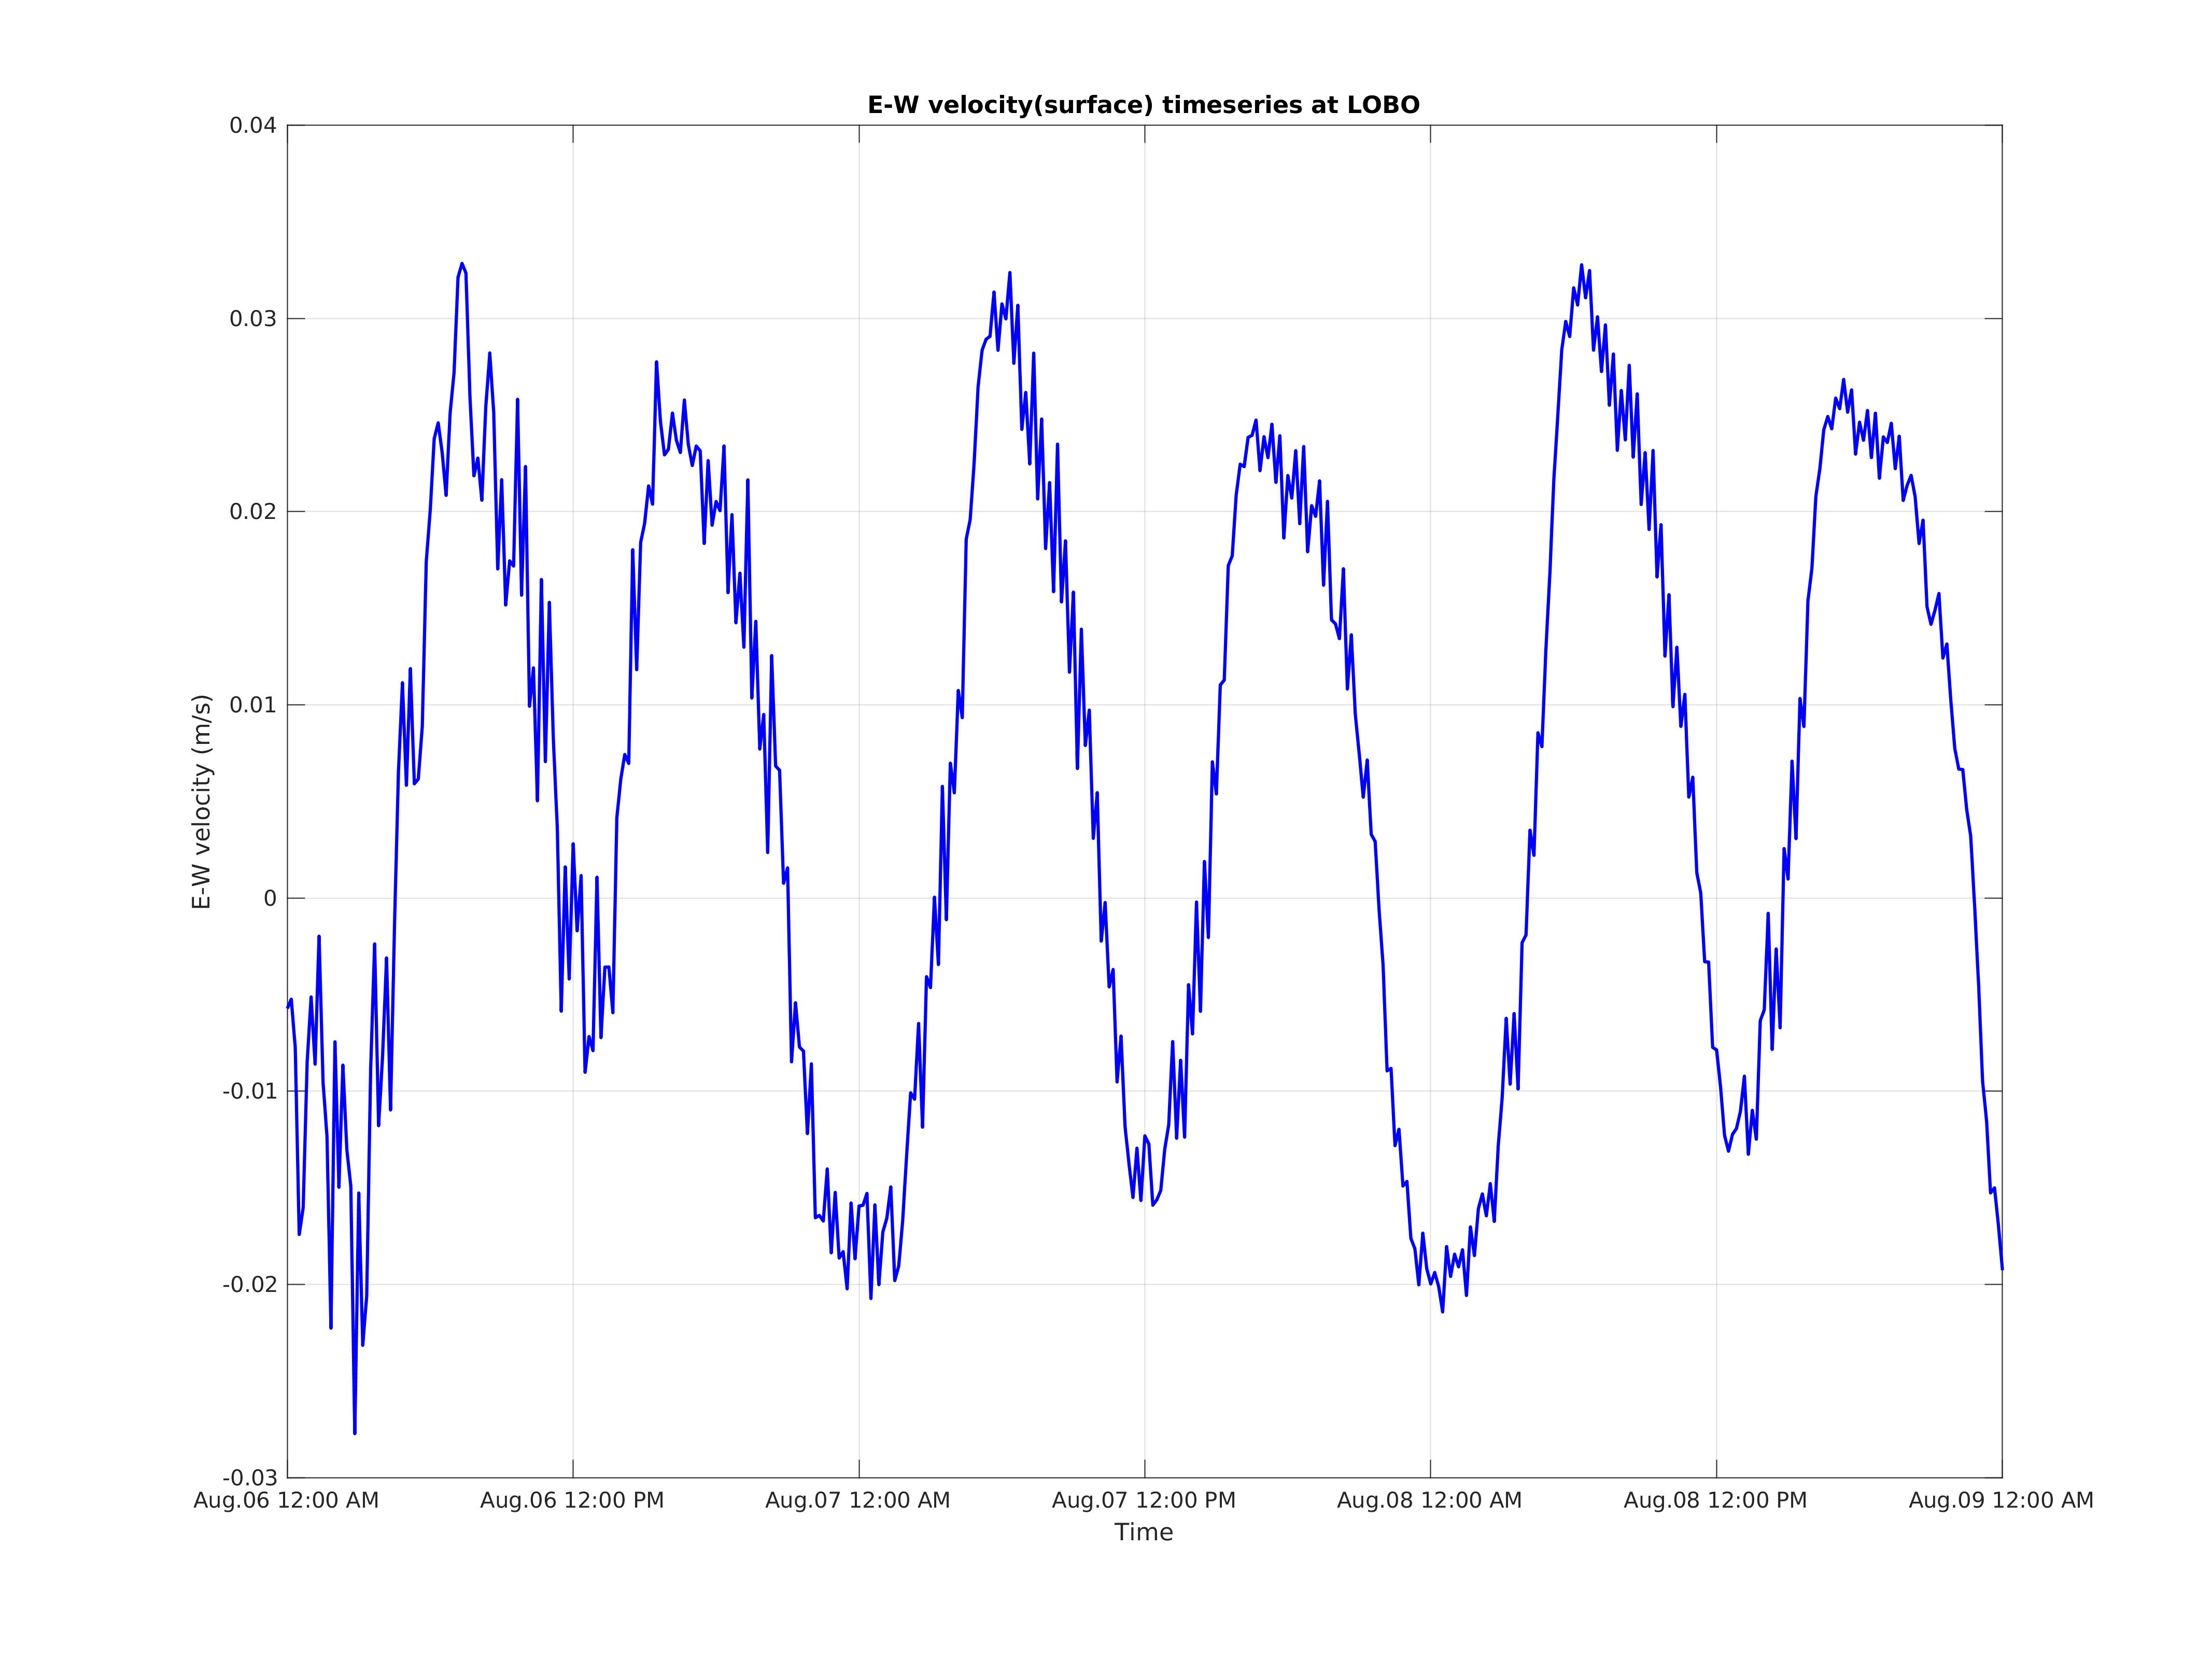 E-W velocity(surface) timeseries at LOBO
E-W velocity (m/s)
0.04
0.03
0.02
0.01
0
-0.01
-0.02
-0.03
Aug.06 12:00 AM
Aug.06 12:00 PM
Aug.07 12:00 AM
Aug.07 12:00 PM
Aug.08 12:00 AM
Aug.08 12:00 PM
Aug.09 12:00 AM
Time